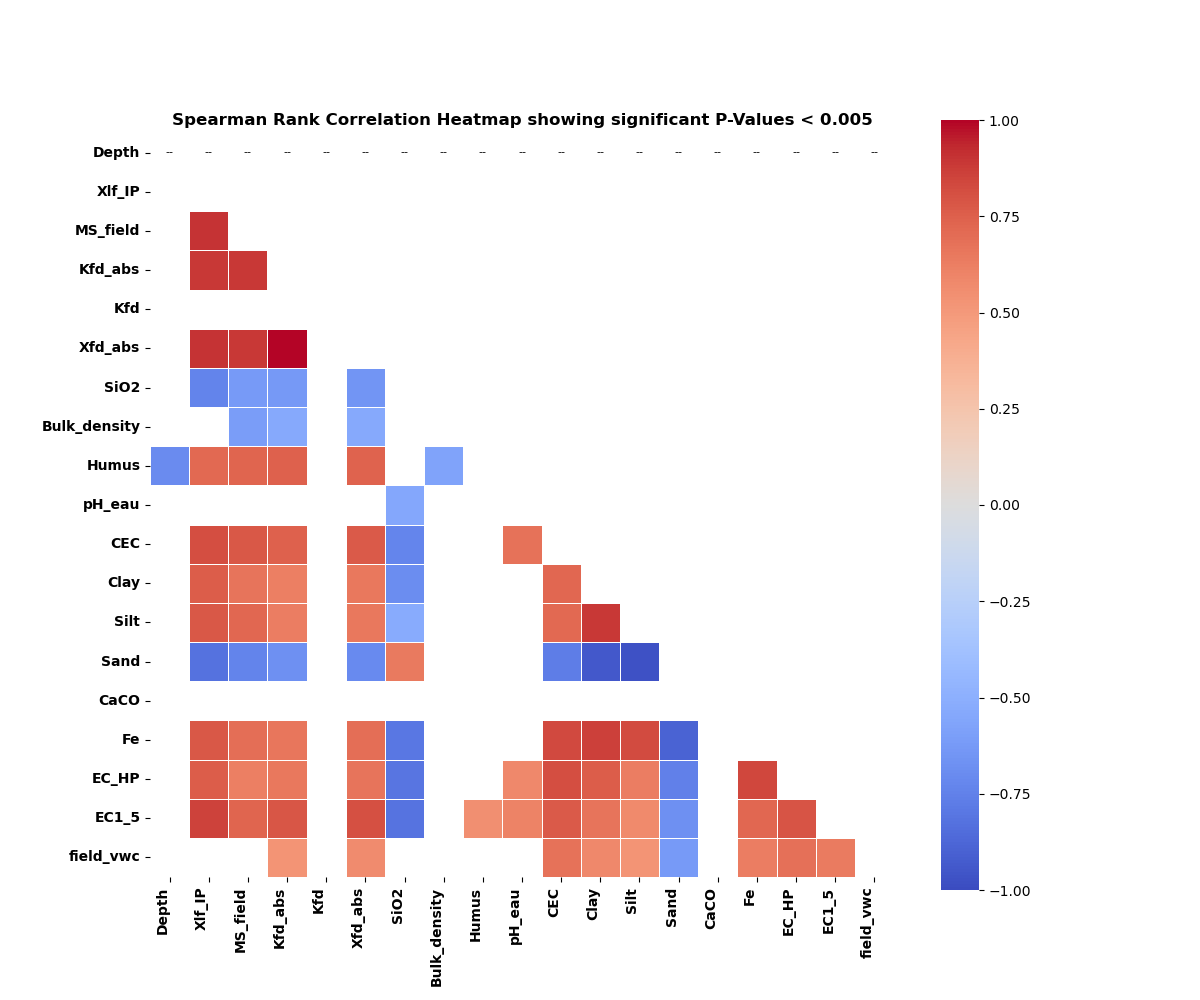 Spearman Rank Correlation Heatmap showing significant P-Values < 0.005
Depth -- -- -- -- -- -- -- -- -- -- -- -- -- -- -- -- -- -- --
Xlf_IP
MS_field
Kfd_abs
Kfd
Xfd_abs
SiO2
Bulk_density
Humus
pH_eau
CEC
Clay
Silt
Sand
CaCO
Fe
EC_HP
EC1_5
field_vwc
Depth
Xlf_IP
MS_field
Kfd_abs
Kfd
Xfd_abs
SiO2
Bulk_density
Humus
pH_eau
CEC
Clay
Silt
Sand
CaCO
Fe
EC_HP
EC1_5
field_vwc
1.00
0.75
0.50
0.25
0.00
−0.25
−0.50
−0.75
−1.00